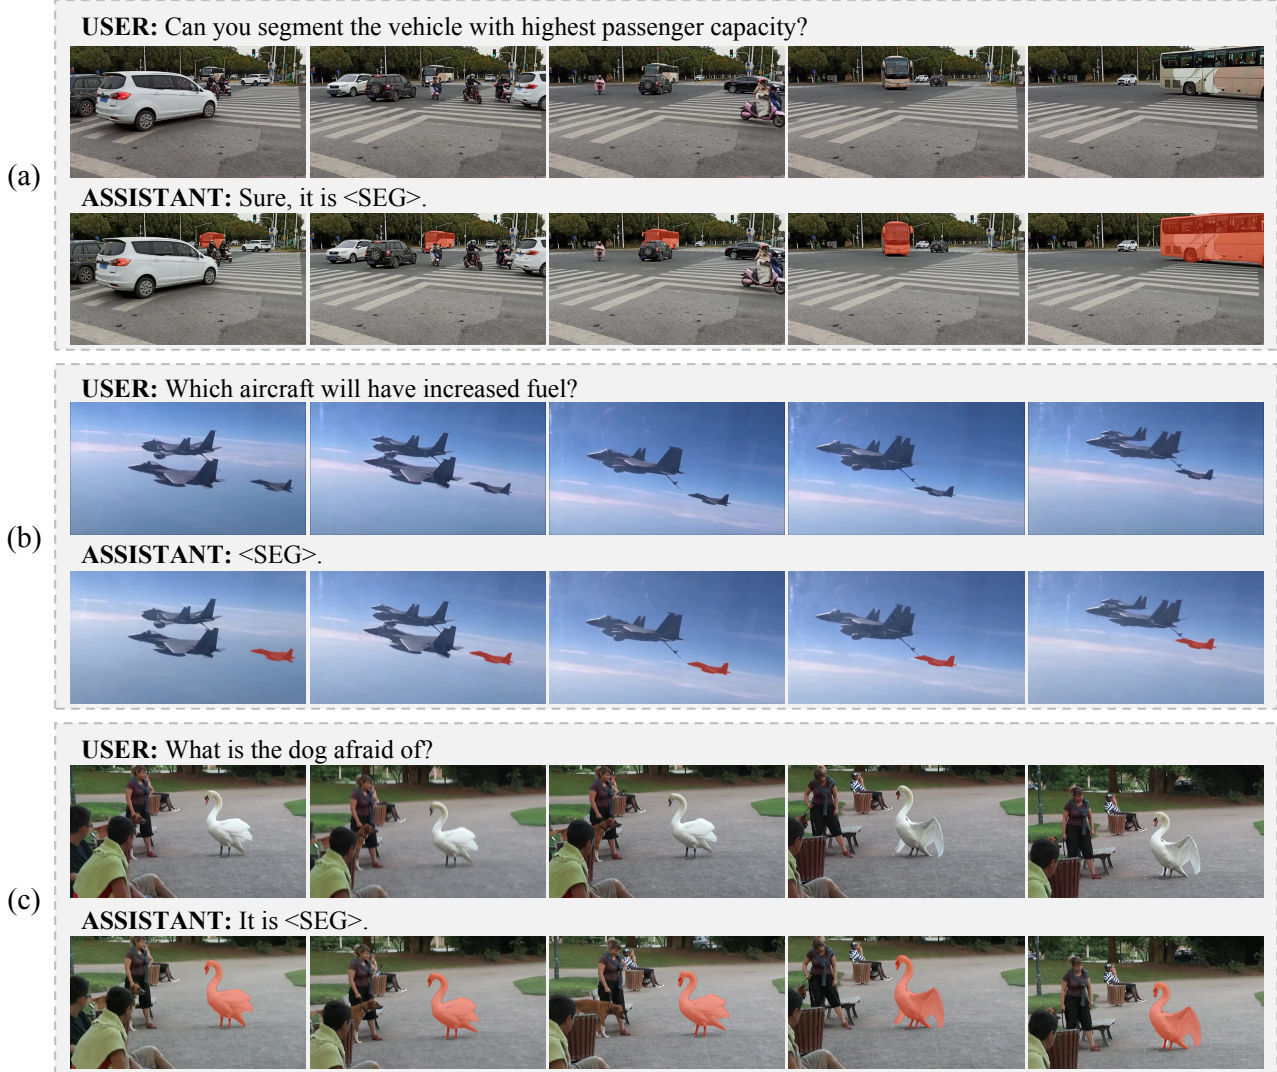 (a)
USER: Can you segment the vehicle with highest passenger capacity?
ASSISTANT: Sure, it is <SEG>.
(b)
USER: Which aircraft will have increased fuel?
ASSISTANT: <SEG>.
(c)
USER: What is the dog afraid of?
ASSISTANT: It is <SEG>.